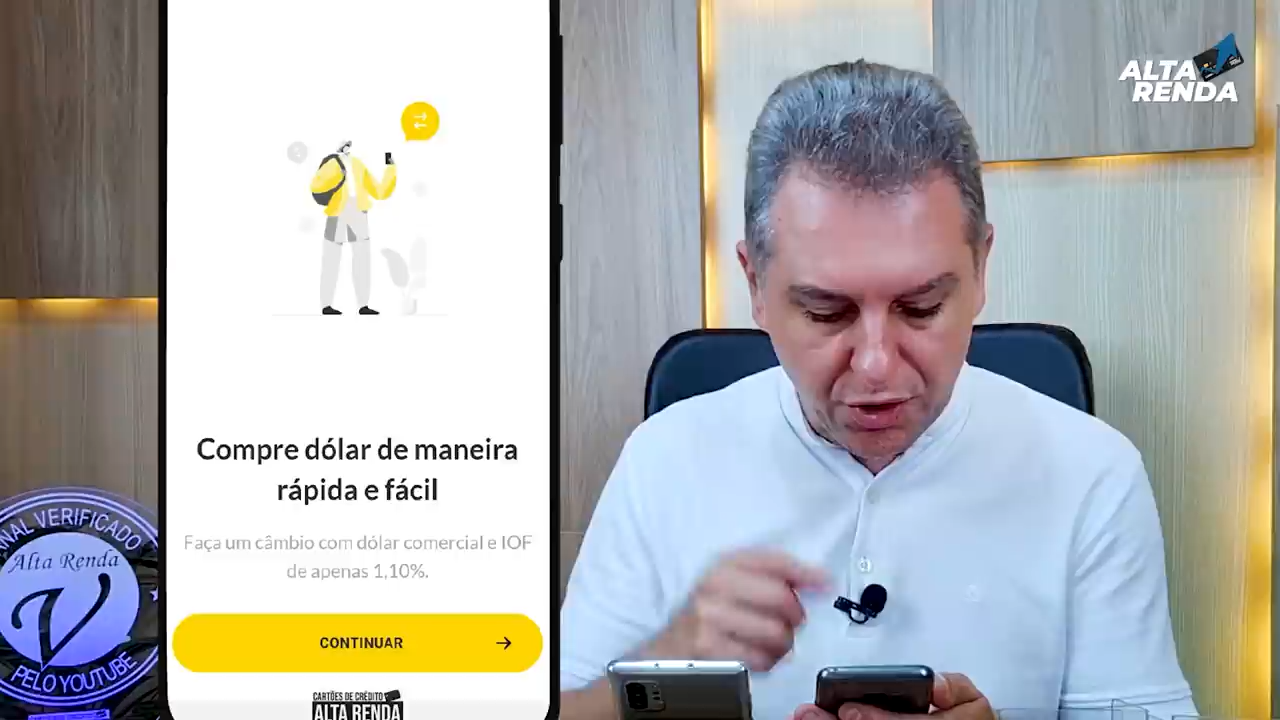 ALTA
RENDA
Compre dólar de maneira
rápida e fácil
Faça um câmbio com dólar comercial e IOF
de apenas 1,10%.
CONTINUAR
CARTÕES DE CRÉDITO
ALTA RENDA
NAL VERIFICADO
Alta Renda
V
PELO YOUTUBE